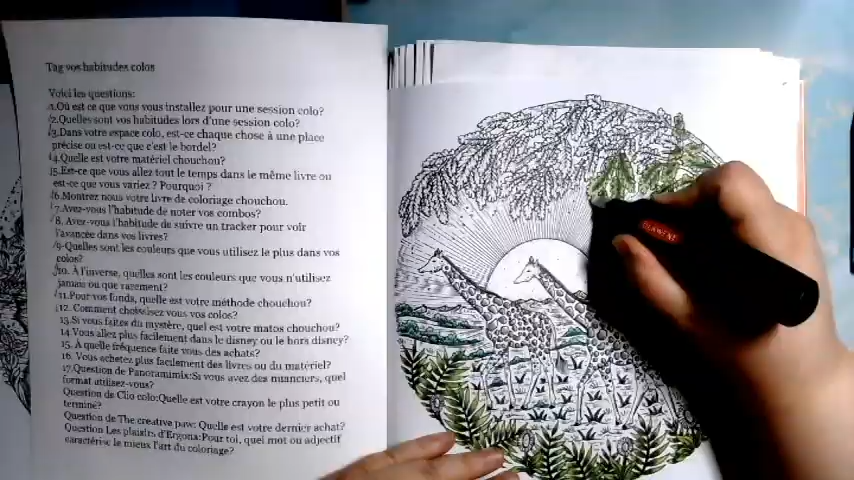 Tag vos habitudes colos
Voici les questions:
1.Où est ce que vous vous installez pour une session colo?
2.Quelles sont vos habitudes lors d'une session colo?
3.Dans votre espace colo, est-ce chaque chose à une place
précise ou est-ce que c'est le bordel?
4.Quelle est votre matériel chouchou?
5.Est-ce que vous allez tout le temps dans le même livre ou
est-ce que vous variez ? Pourquoi ?
6.Montrez nous votre livre de coloriage chouchou.
7.Avez-vous l'habitude de noter vos combos?
8. Avez-vous l'habitude de suivre un tracker pour voir
l'avancée dans vos livres?
9-Quelles sont les couleurs que vous utilisez le plus dans vos
colos?
10. À l'inverse, quelles sont les couleurs que vous n'utilisez
jamais ou que rarement?
11.Pour vos fonds, quelle est votre méthode chouchou?
12. Comment choisissez vous vos colos?
13.Si vous faites du mystère, quel est votre matos chouchou?
14 Vous allez plus facilement dans le disney ou le hors disney?
15. À quelle fréquence faite vous des achats?
16. Vous achetez plus facilement des livres ou du matériel?
17.Question de Panoramimix:Si vous avez des nuanciers, quel
format utilisez-vous?
Question de Clio colo:Quelle est votre crayon le plus petit ou
terminé?
Question de The creative paw: Quelle est votre dernier achat?
Question Les plaisirs d'Ergona:Pour toi, quel mot ou adjectif
caractérise le mieux l'art du coloriage?